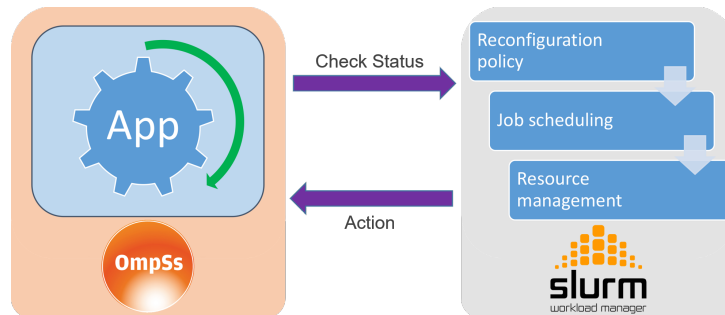 App
OmpSs
Check Status
Action
Reconfiguration
policy
Job scheduling
Resource
management
slurm
workload manager